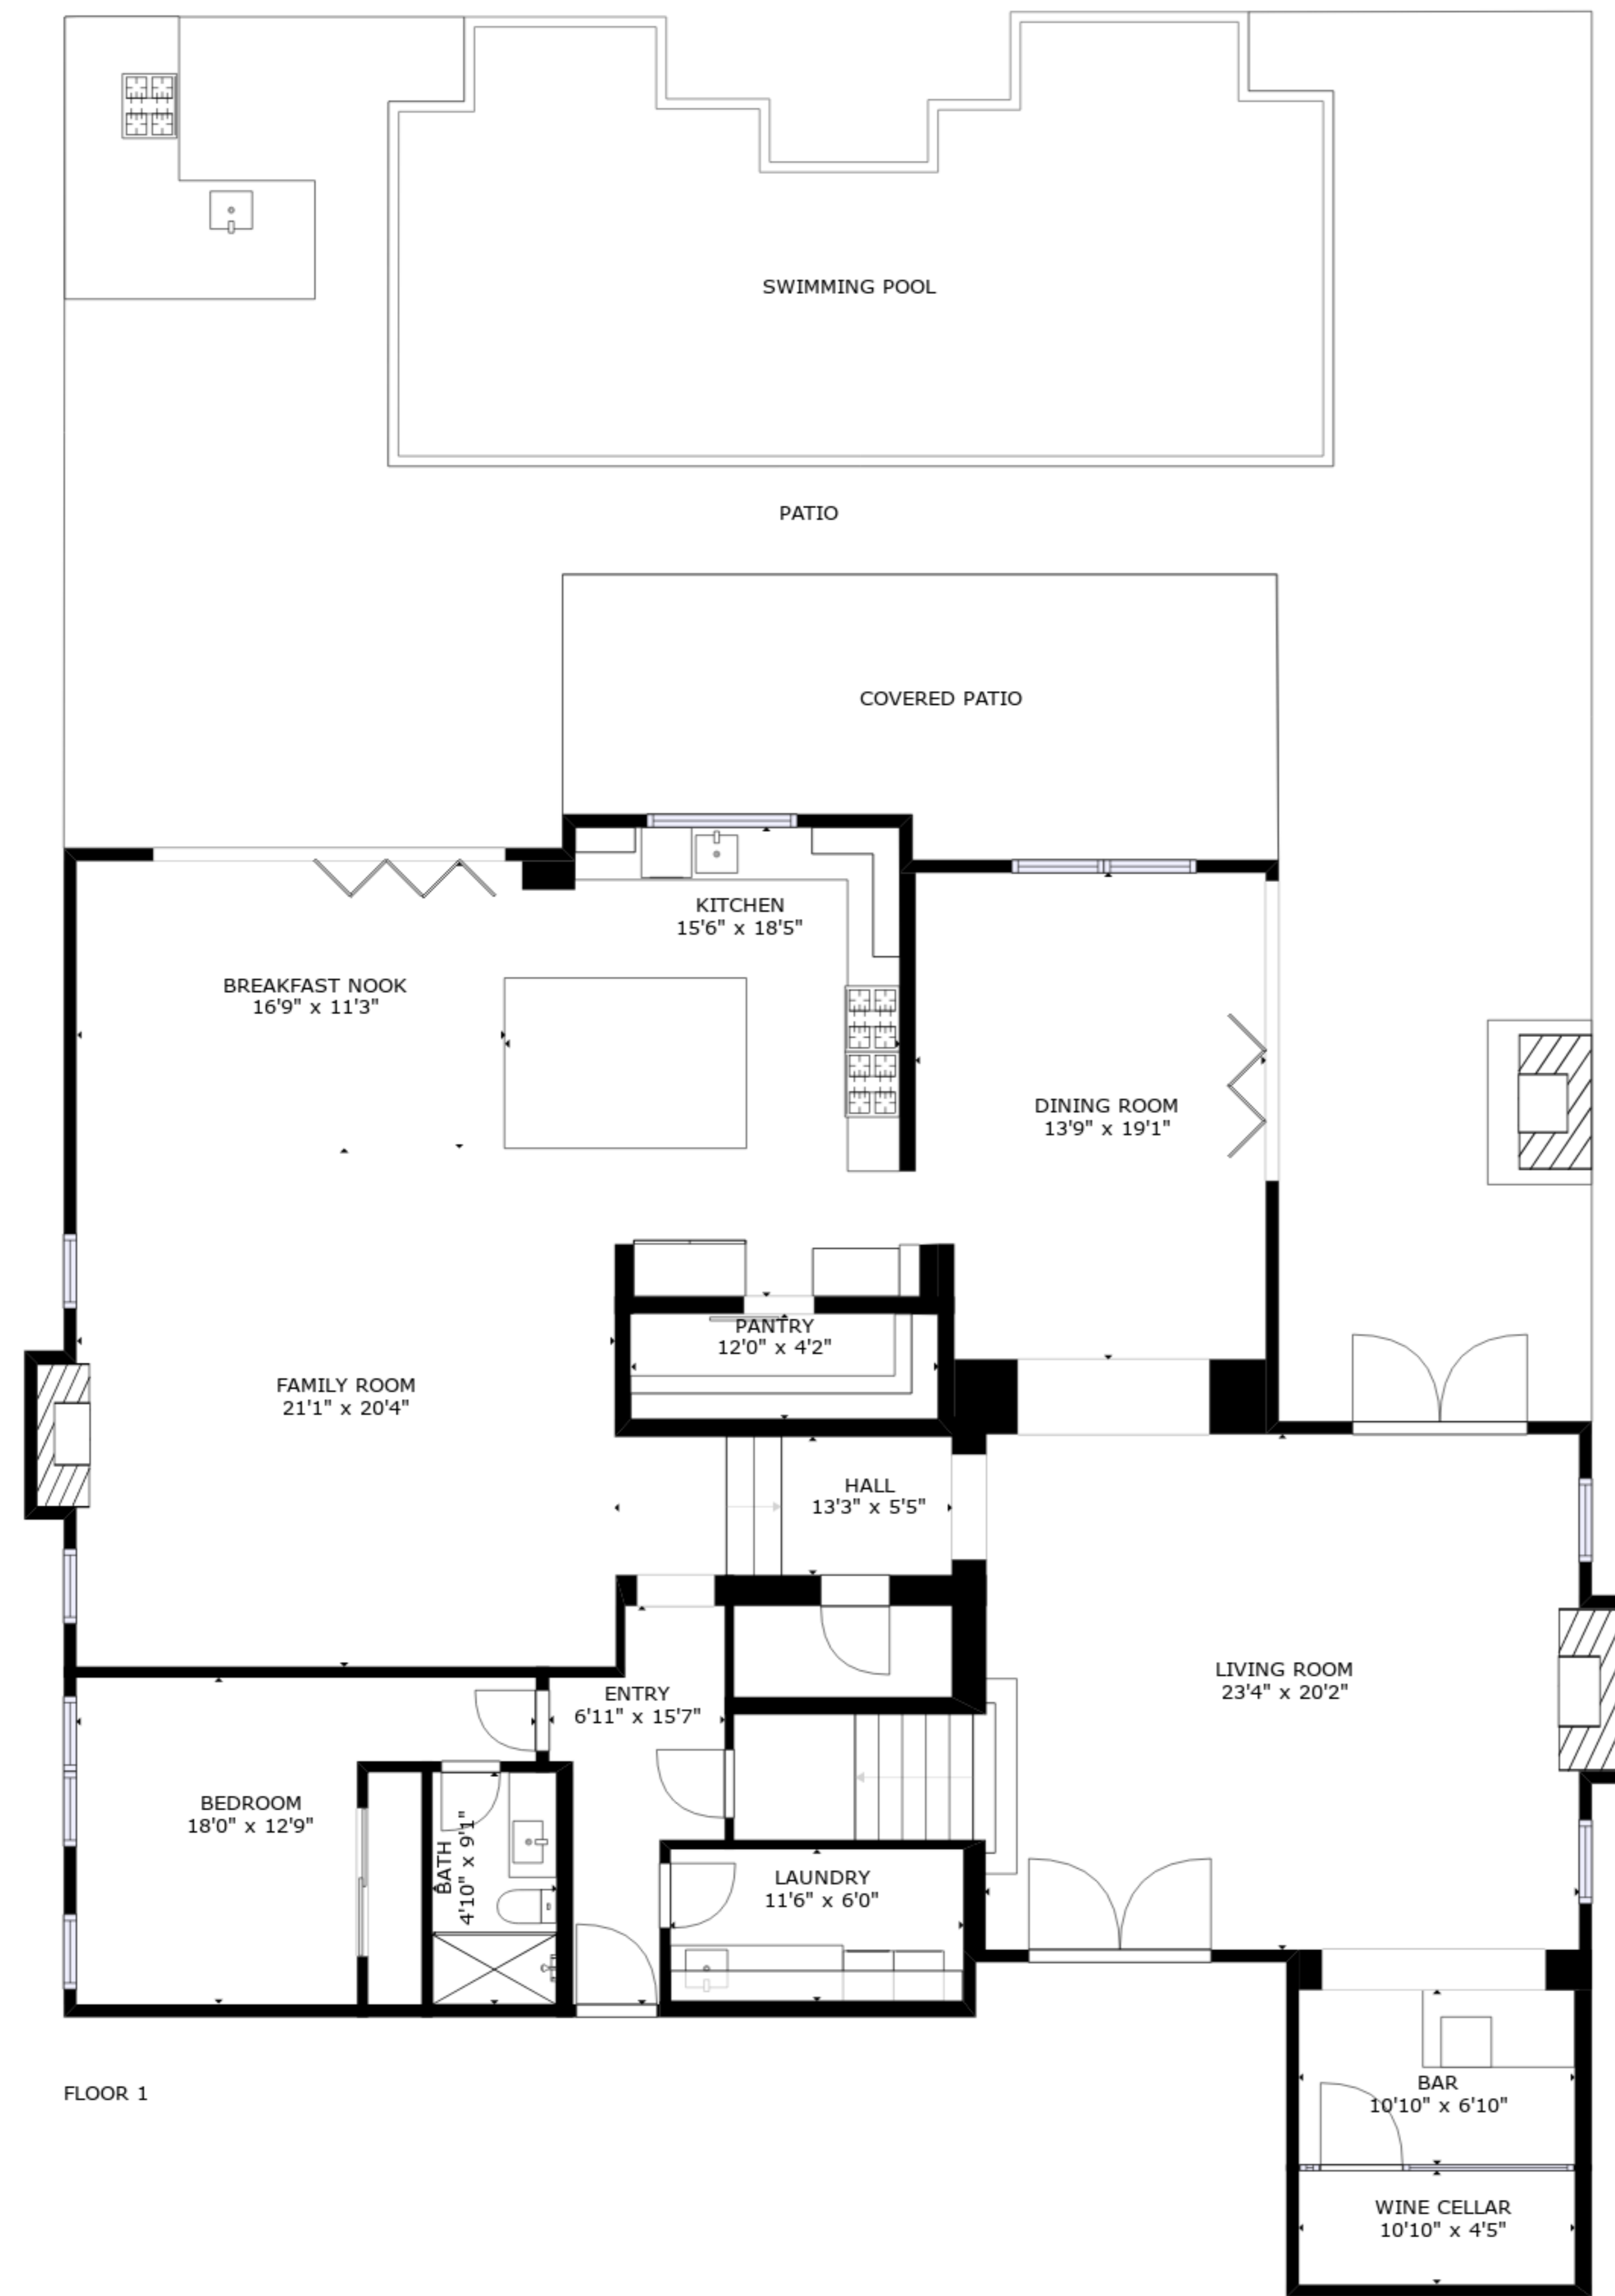 SWIMMING POOL
PATIO
COVERED PATIO
KITCHEN
15'6" x 18'5"
BREAKFAST NOOK
16'9" x 11'3"
DINING ROOM
13'9" x 19'1"
PANTRY
12'0" x 4'2"
FAMILY ROOM
21'1" x 20'4"
HALL
13'3" x 5'5"
LIVING ROOM
23'4" x 20'2"
ENTRY
6'11" x 15'7"
BEDROOM
18'0" x 12'9"
BATH
4'10" x 9'1"
LAUNDRY
11'6" x 6'0"
FLOOR 1
BAR
10'10" x 6'10"
WINE CELLAR
10'10" x 4'5"